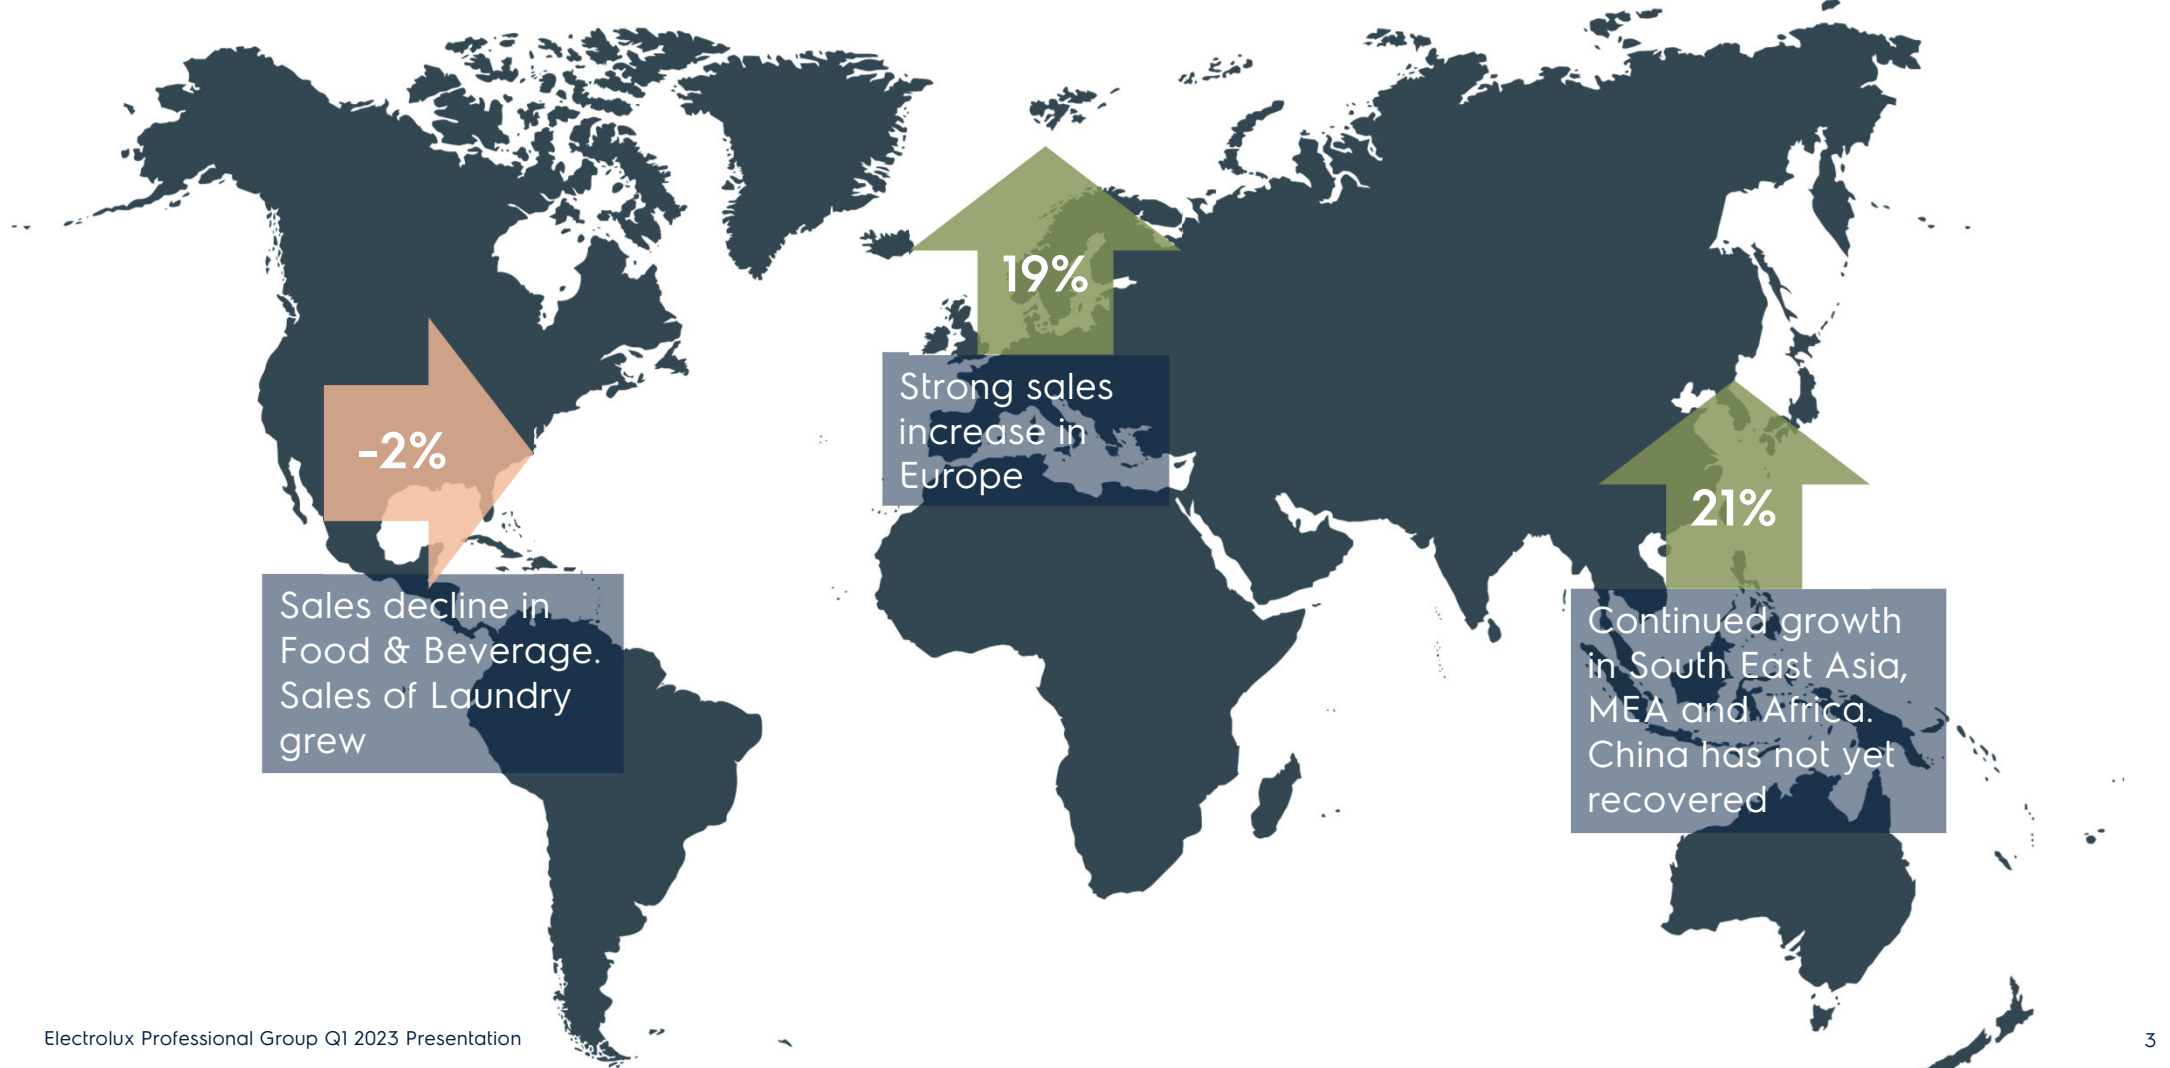 19%
Strong sales
increase in
Europe
-2%
Sales decline in
Food & Beverage.
Sales of Laundry
grew
21%
Continued growth
in South East Asia,
MEA and Africa.
China has not yet
recovered
Electrolux Professional Group Q1 2023 Presentation
3